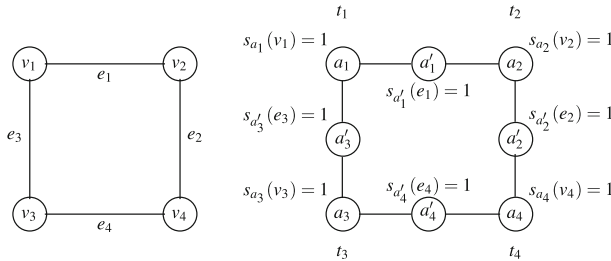 t₁ t₂
s_{a₁}(v₁) = 1 s_{a₂}(v₂) = 1
v₁ v₂ a₁ a′₁ a₂
e₁
s_{a′₁}(e₁) = 1
s_{a′₃}(e₃) = 1 s_{a′₂}(e₂) = 1
e₃ e₂ a′₃ a′₂
s_{a₃}(v₃) = 1 s_{a′₄}(e₄) = 1 s_{a₄}(v₄) = 1
v₃ v₄ a₃ a′₄ a₄
e₄
t₃ t₄